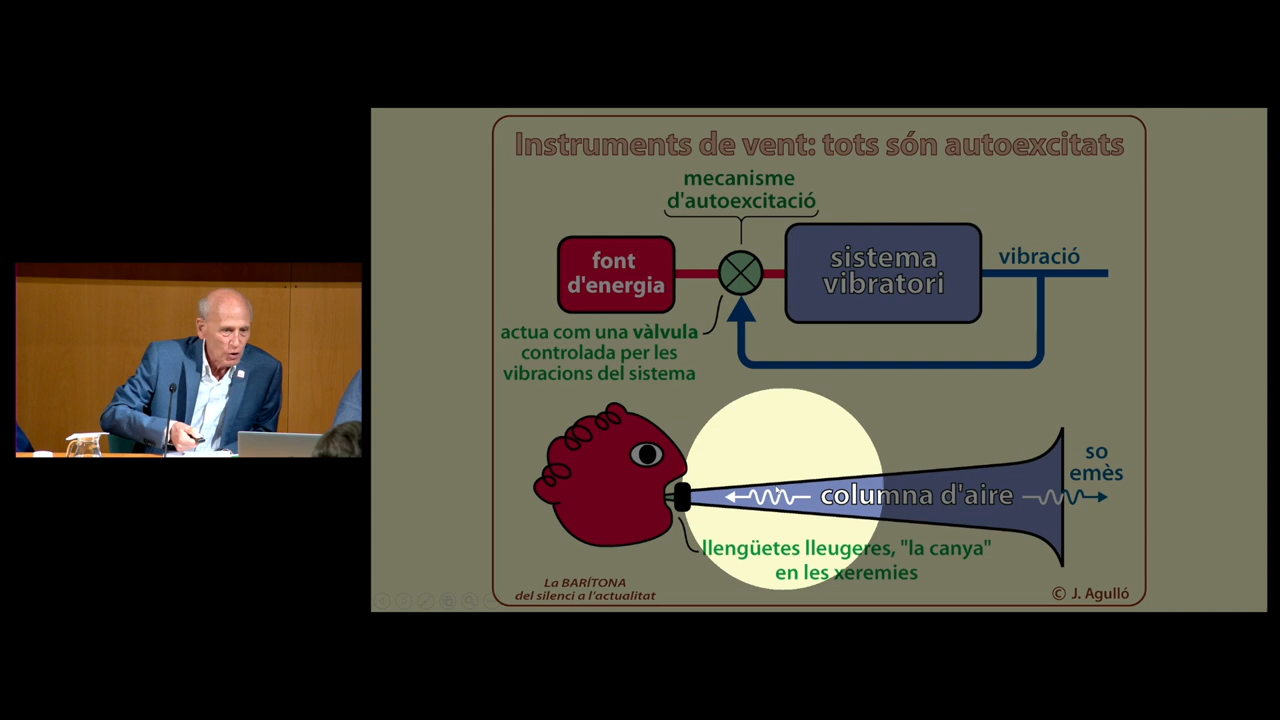 Instruments de vent: tots són autoexcitats
mecanisme
d'autoexcitació
font
d'energia
sistema
vibratori
vibració
actua com una vàlvula
controlada per les
vibracions del sistema
so
emès
columna d'aire
llengüetes lleugeres, "la canya"
en les xeremies
La BARÍTONA
del silenci a l'actualitat
© J. Agulló